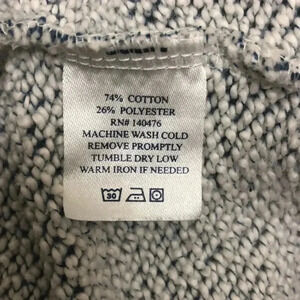 74% COTTON
26% POLYESTER
RN# 140476
MACHINE WASH COLD
REMOVE PROMPTLY
TUMBLE DRY LOW
WARM IRON IF NEEDED
30